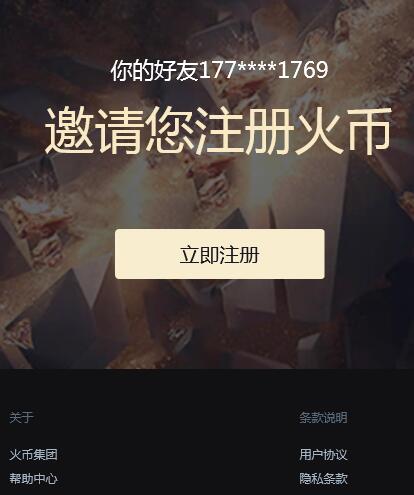 你的好友177****1769
邀请您注册火币
立即注册
关于
条款说明
火币集团
用户协议
帮助中心
隐私条款